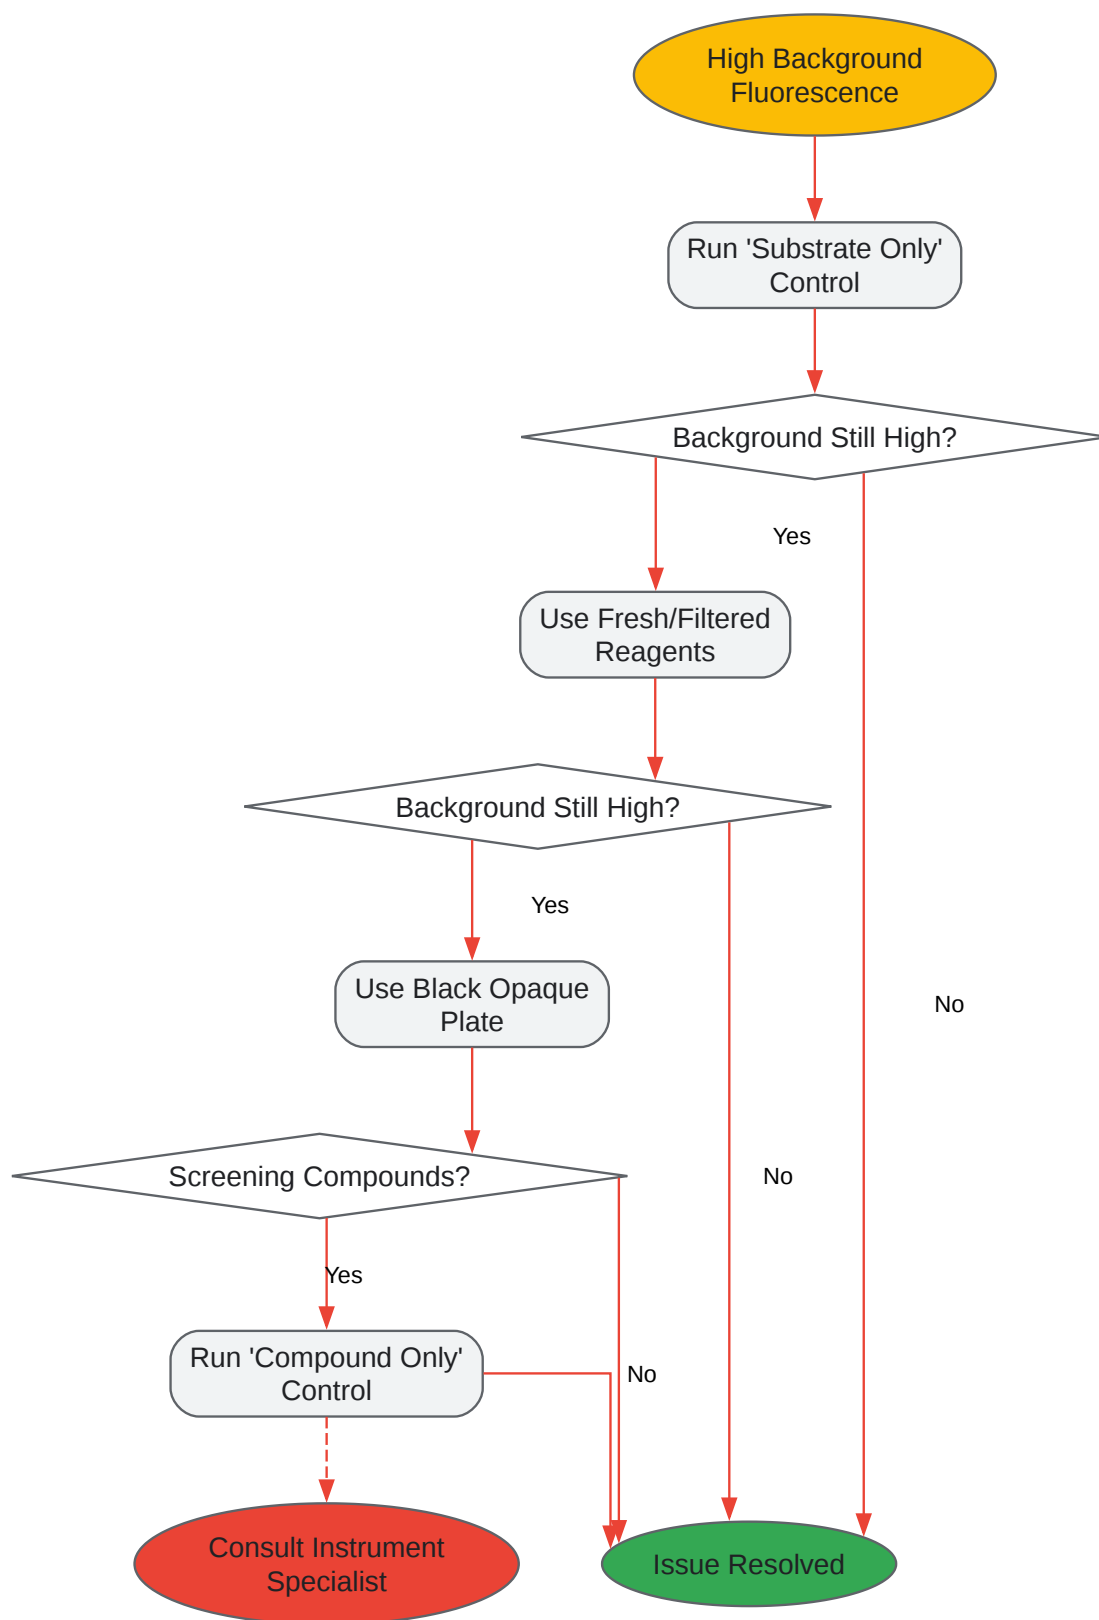 High Background
Fluorescence
Run 'Substrate Only'
Control
Background Still High?
Yes
Use Fresh/Filtered
Reagents
Background Still High?
Yes
Use Black Opaque
Plate
No
Screening Compounds?
No
Yes
Run 'Compound Only'
Control
No
Consult Instrument
Specialist
Issue Resolved